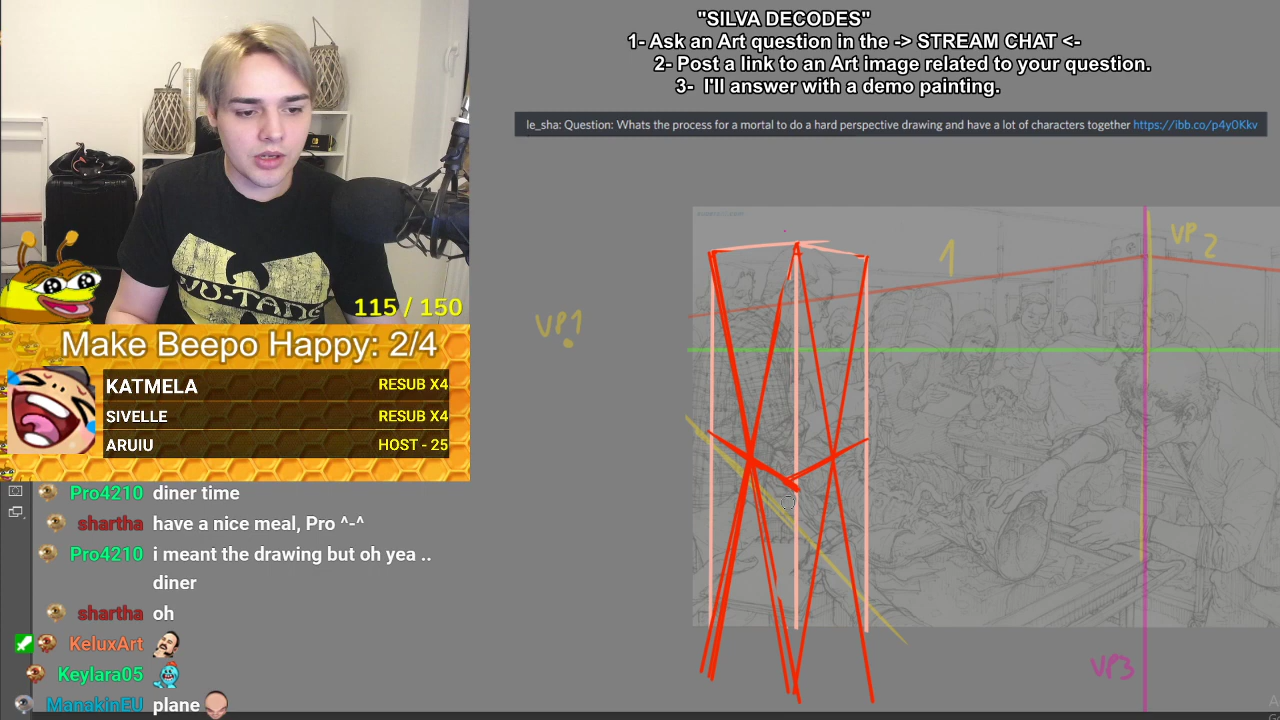 "SILVA DECODES"
1- Ask an Art question in the -> STREAM CHAT <-
2- Post a link to an Art image related to your question.
3- I'll answer with a demo painting.
le_sha: Question: Whats the process for a mortal to do a hard perspective drawing and have a lot of characters together https://ibb.co/p4y0Kkv
WU-TANG
115 / 150
Make Beepo Happy: 2/4
KATMELA RESUB X4
SIVELLE RESUB X4
ARUIU HOST - 25
Pro4210 diner time
shartha have a nice meal, Pro ^-^
Pro4210 i meant the drawing but oh yea ..
diner
shartha oh
KeluxArt
Keylara05
ManakinEU plane
VP1
1
VP 2
VP3